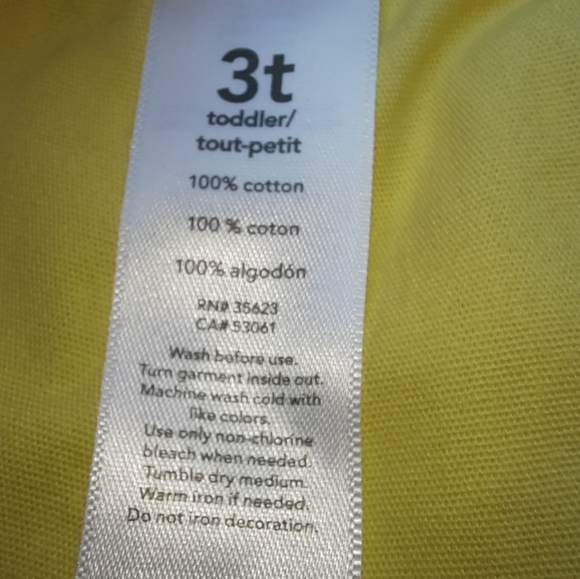 3t
toddler/
tout-petit
100% cotton
100 % coton
100% algodón
RN# 35623
CA# 53061
Wash before use.
Turn garment inside out.
Machine wash cold with
like colors.
Use only non-chlorine
bleach when needed.
Tumble dry medium.
Warm iron if needed.
Do not iron decoration.